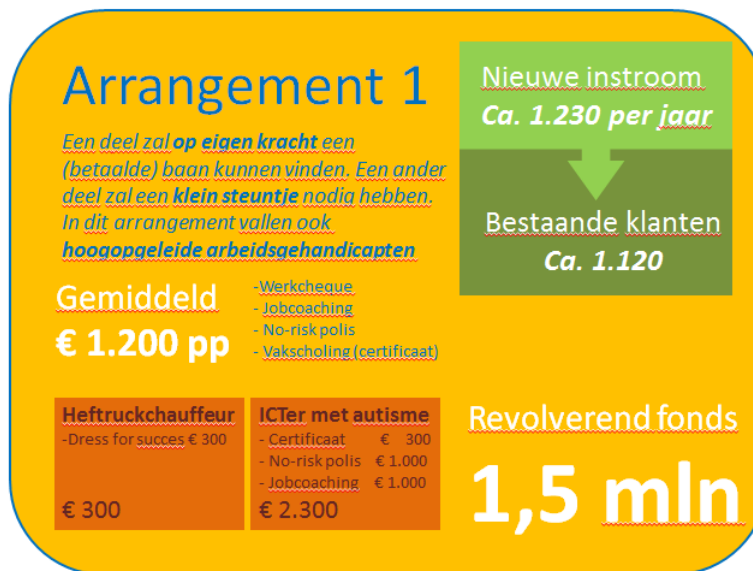 Arrangement 1
Een deel zal op eigen kracht een
(betaalde) baan kunnen vinden. Een ander
deel zal een klein steuntje nodig hebben.
In dit arrangement vallen ook
hoogopgeleide arbeidsgehandicapten
Nieuwe instroom
Ca. 1.230 per jaar
Bestaande klanten
Ca. 1.120
Gemiddeld
€ 1.200 pp
-Werkcheque
- Jobcoaching
- No-risk polis
- Vakscholing (certificaat)
Heftruckchauffeur
-Dress for succes € 300
€ 300
ICTer met autisme
- Certificaat € 300
- No-risk polis € 1.000
- Jobcoaching € 1.000
€ 2.300
Revolverend fonds
1,5 mln